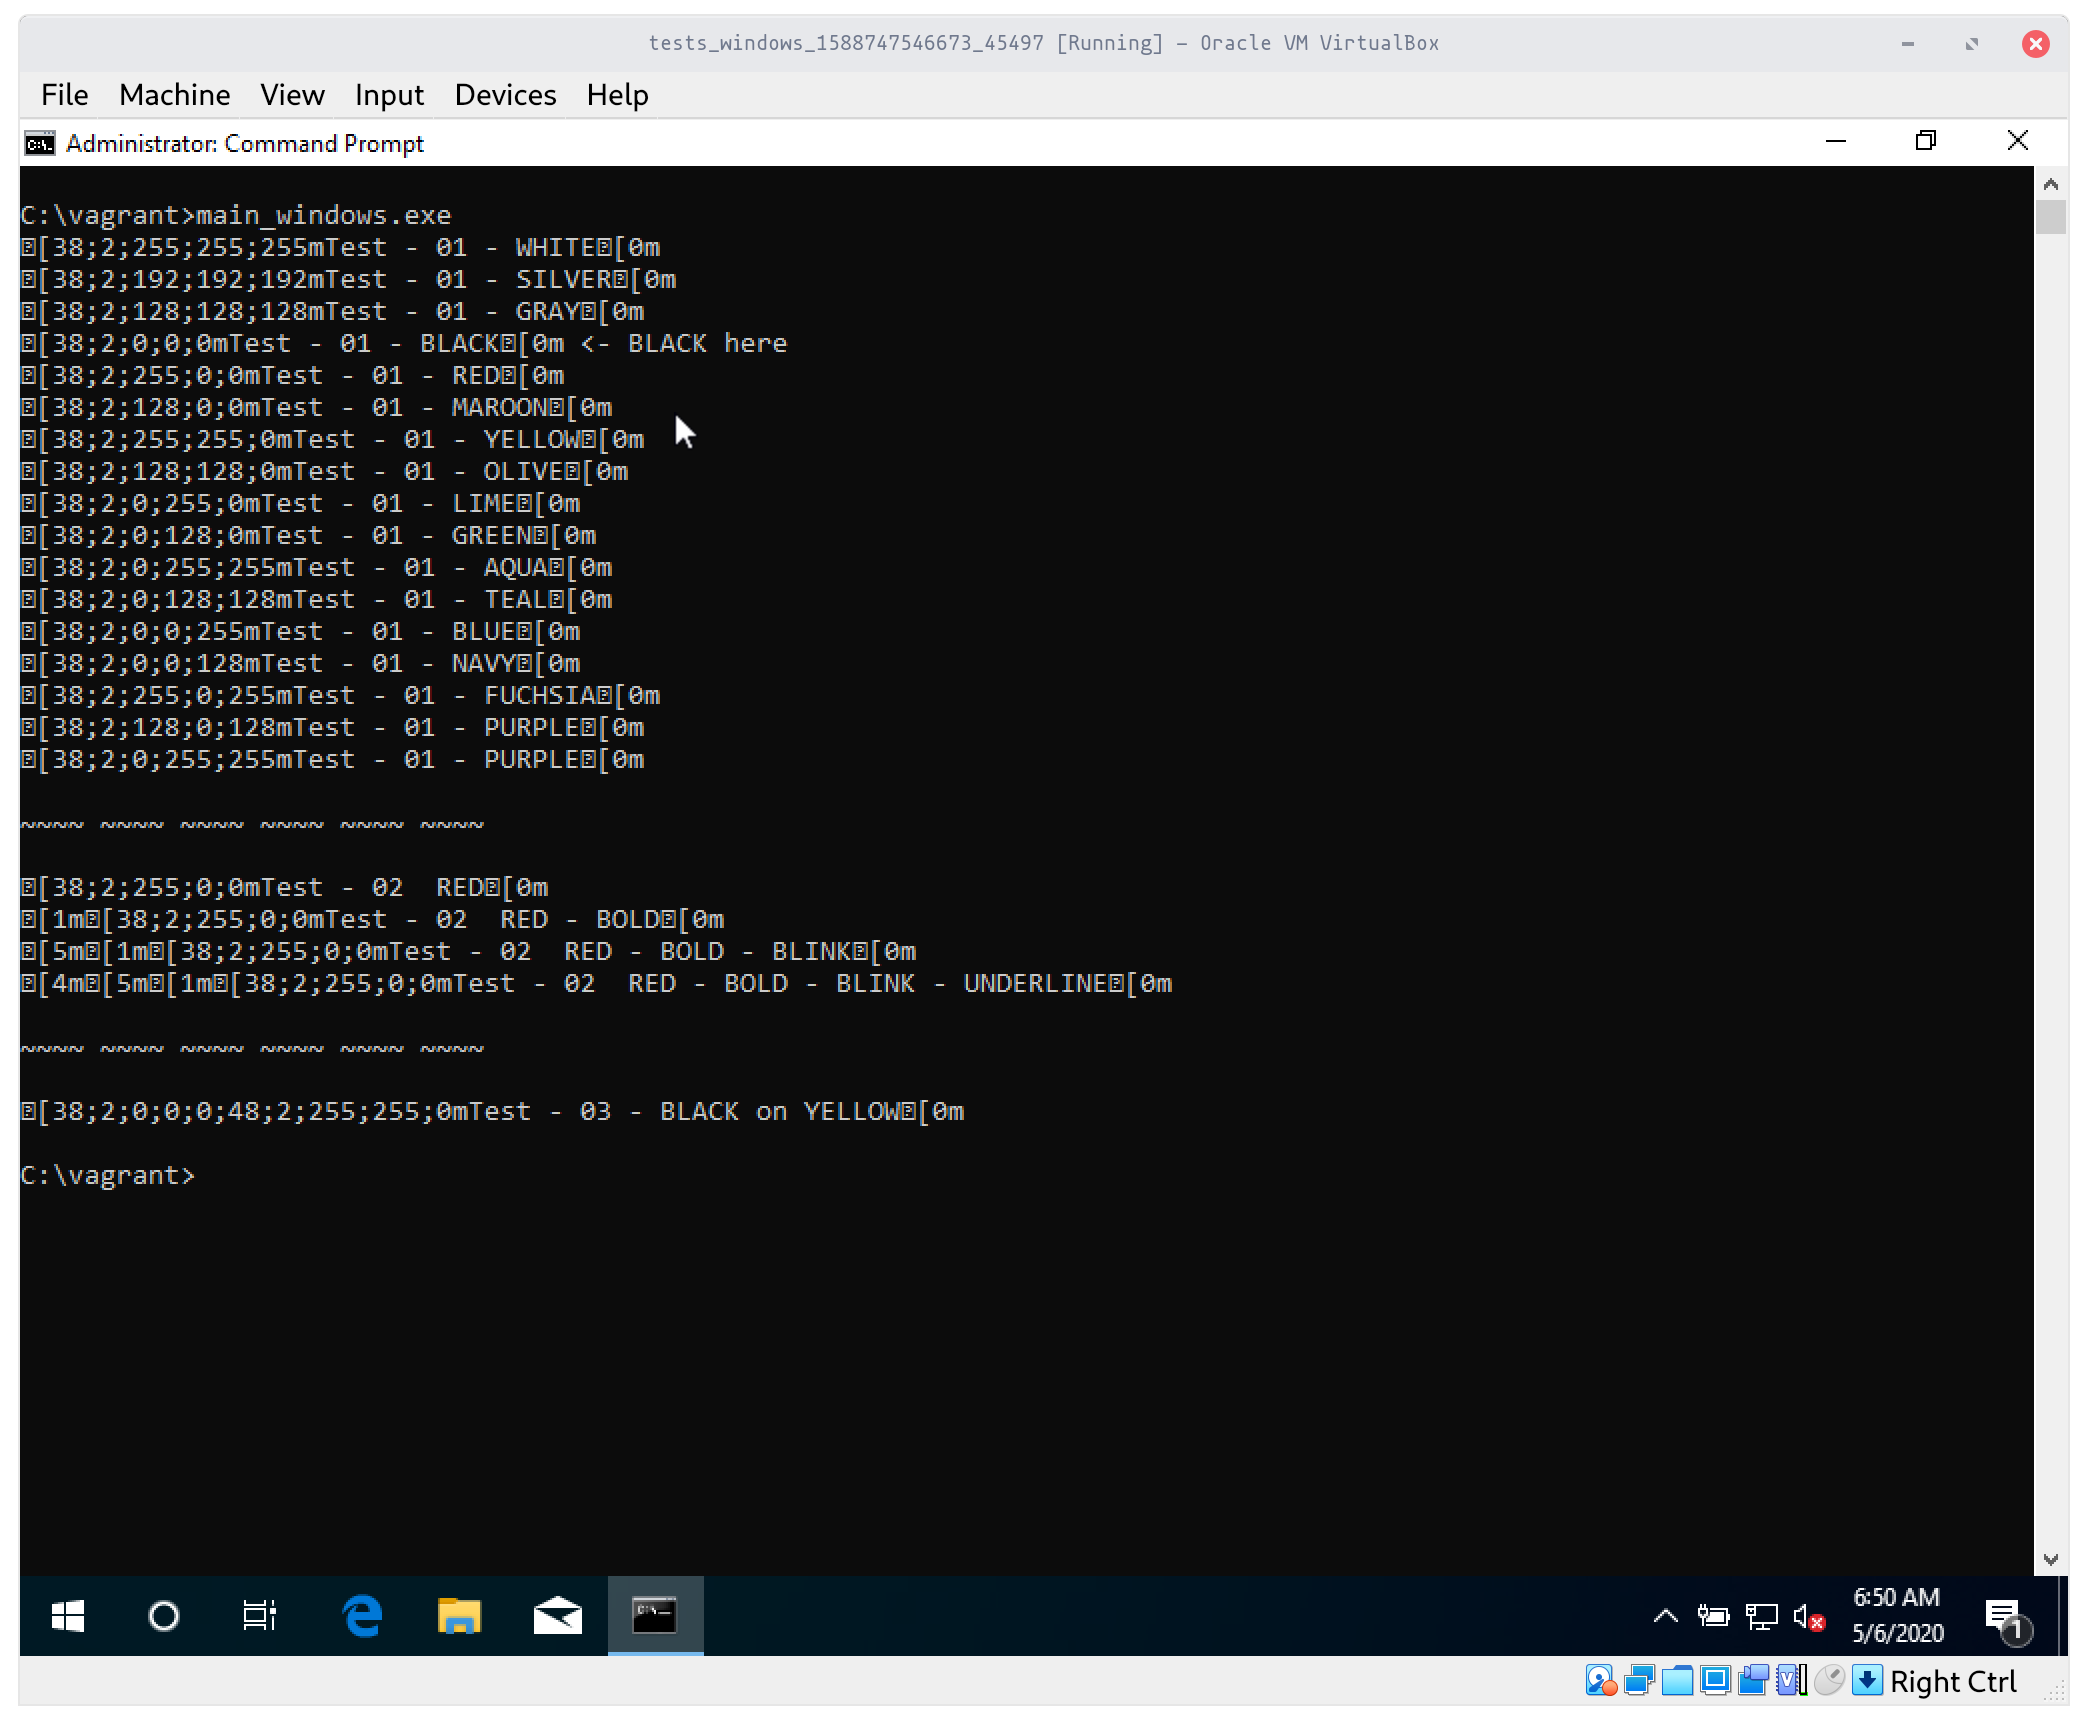 tests_windows_1588747546673_45497 [Running] – Oracle VM VirtualBox
File Machine View Input Devices Help
Administrator: Command Prompt
C:\vagrant>main_windows.exe
[38;2;255;255;255mTest - 01 - WHITE[0m
[38;2;192;192;192mTest - 01 - SILVER[0m
[38;2;128;128;128mTest - 01 - GRAY[0m
[38;2;0;0;0mTest - 01 - BLACK[0m <- BLACK here
[38;2;255;0;0mTest - 01 - RED[0m
[38;2;128;0;0mTest - 01 - MAROON[0m
[38;2;255;255;0mTest - 01 - YELLOW[0m
[38;2;128;128;0mTest - 01 - OLIVE[0m
[38;2;0;255;0mTest - 01 - LIME[0m
[38;2;0;128;0mTest - 01 - GREEN[0m
[38;2;0;255;255mTest - 01 - AQUA[0m
[38;2;0;128;128mTest - 01 - TEAL[0m
[38;2;0;0;255mTest - 01 - BLUE[0m
[38;2;0;0;128mTest - 01 - NAVY[0m
[38;2;255;0;255mTest - 01 - FUCHSIA[0m
[38;2;128;0;128mTest - 01 - PURPLE[0m
[38;2;0;255;255mTest - 01 - PURPLE[0m
~~~~ ~~~~ ~~~~ ~~~~ ~~~~ ~~~~
[38;2;255;0;0mTest - 02  RED[0m
[1m[38;2;255;0;0mTest - 02  RED - BOLD[0m
[5m[1m[38;2;255;0;0mTest - 02  RED - BOLD - BLINK[0m
[4m[5m[1m[38;2;255;0;0mTest - 02  RED - BOLD - BLINK - UNDERLINE[0m
~~~~ ~~~~ ~~~~ ~~~~ ~~~~ ~~~~
[38;2;0;0;0;48;2;255;255;0mTest - 03 - BLACK on YELLOW[0m
C:\vagrant>
6:50 AM
5/6/2020
1
Right Ctrl